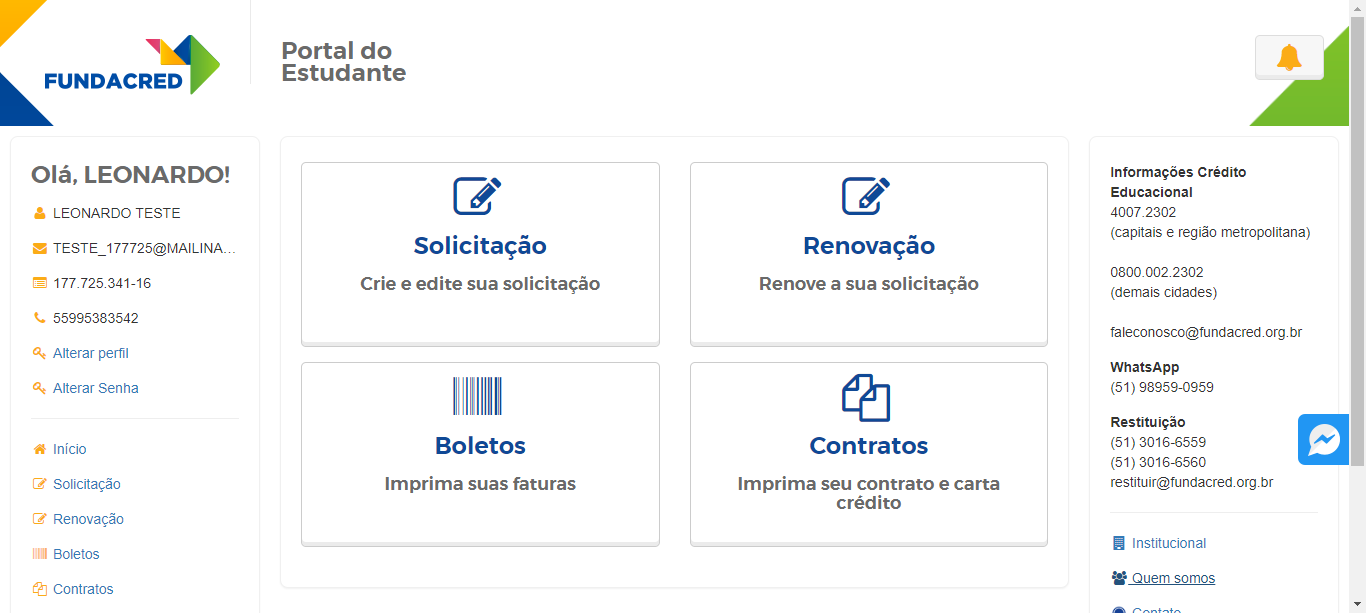 FUNDACRED
Portal do
Estudante
Olá, LEONARDO!
LEONARDO TESTE
TESTE_177725@MAILINA...
177.725.341-16
55995383542
Alterar perfil
Alterar Senha
Início
Solicitação
Renovação
Boletos
Contratos
Solicitação
Crie e edite sua solicitação
Renovação
Renove a sua solicitação
Boletos
Imprima suas faturas
Contratos
Imprima seu contrato e carta
crédito
Informações Crédito
Educacional
4007.2302
(capitais e região metropolitana)
0800.002.2302
(demais cidades)
faleconosco@fundacred.org.br
WhatsApp
(51) 98959-0959
Restituição
(51) 3016-6559
(51) 3016-6560
restituir@fundacred.org.br
Institucional
Quem somos
Contato